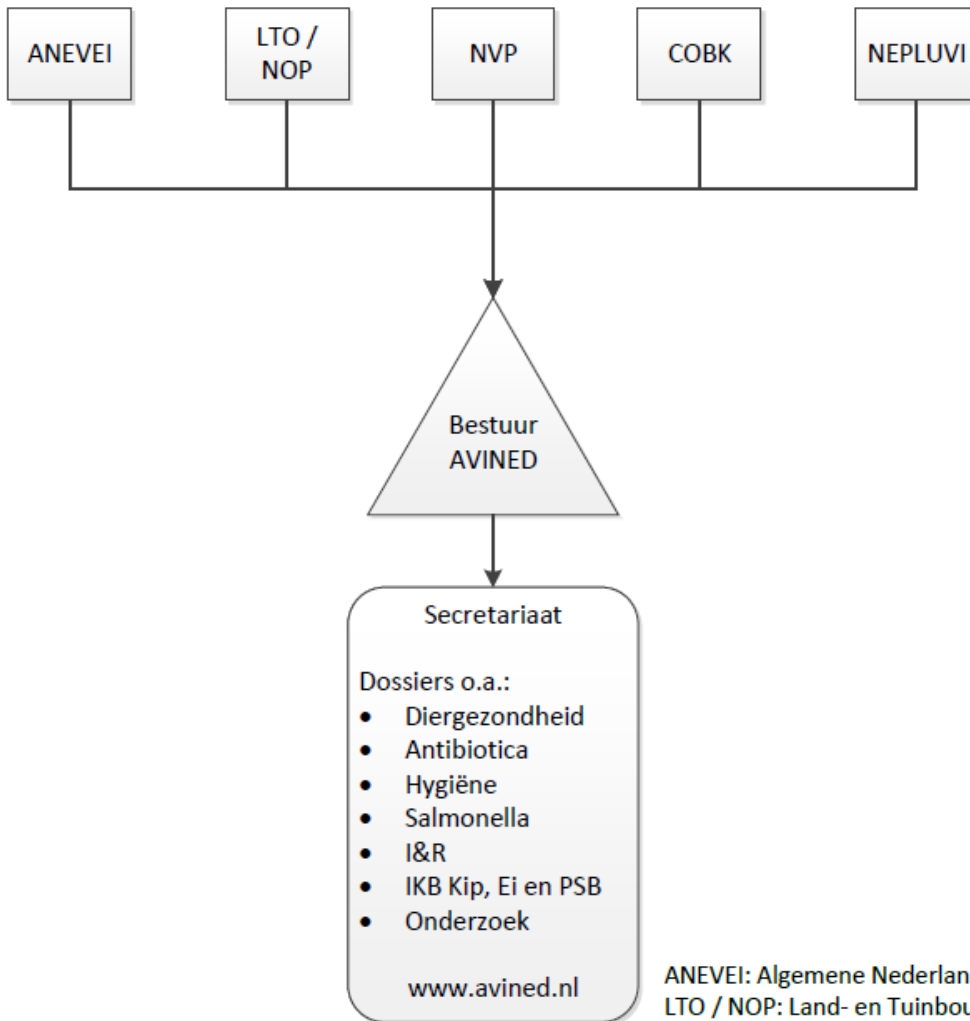 ANEVEI
LTO /
NOP
NVP
COBK
NEPLUVI
Bestuur
AVINED
Secretariaat
Dossiers o.a.:
• Diergezondheid
• Antibiotica
• Hygiëne
• Salmonella
• I&R
• IKB Kip, Ei en PSB
• Onderzoek
www.avined.nl
ANEVEI: Algemene
LTO / NOP: Land- en